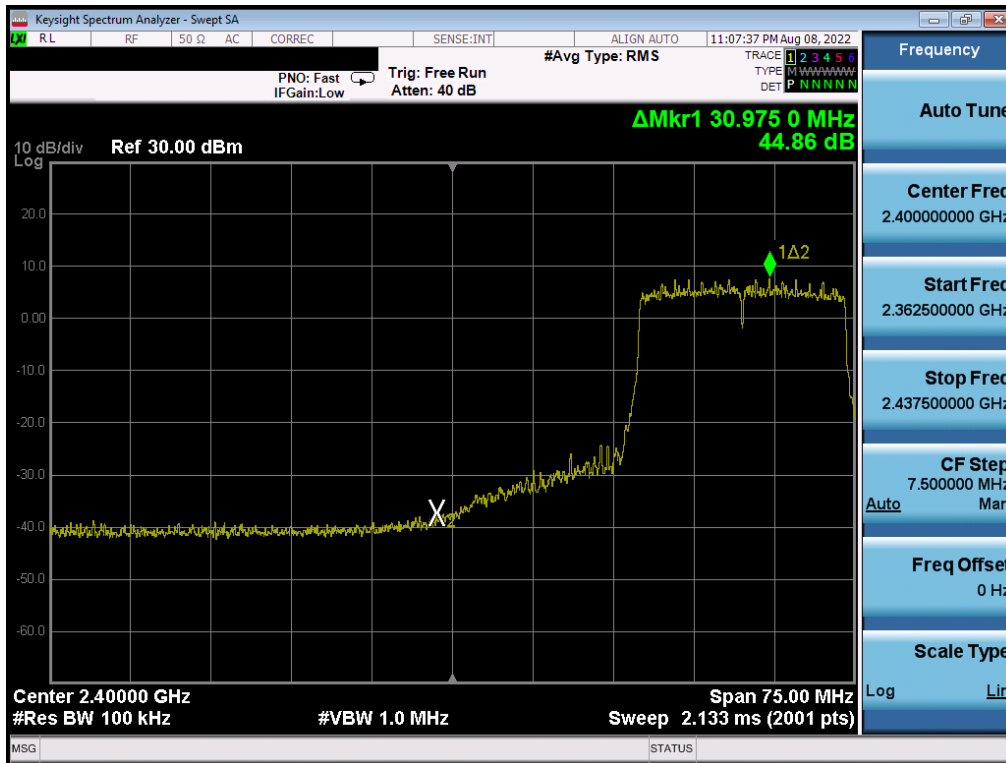 Keysight Spectrum Analyzer - Swept SA
LXI RL RF 50 Ω AC CORREC SENSE:INT ALIGN AUTO 11:07:37 PM Aug 08, 2022
#Avg Type: RMS TRACE 1 2 3 4 5 6
PNO: Fast Trig: Free Run TYPE M WWWWW
IFGain:Low Atten: 40 dB DET P N N N N N
ΔMkr1 30.975 0 MHz
44.86 dB
10 dB/div Ref 30.00 dBm
Log
20.0
1Δ2
10.0
0.00
-10.0
-20.0
-30.0
X2
-40.0
-50.0
-60.0
Center 2.40000 GHz Span 75.00 MHz
#Res BW 100 kHz #VBW 1.0 MHz Sweep 2.133 ms (2001 pts)
MSG STATUS
Frequency
Auto Tune
Center Freq
2.400000000 GHz
Start Freq
2.362500000 GHz
Stop Freq
2.437500000 GHz
CF Step
7.500000 MHz
Auto Man
Freq Offset
0 Hz
Scale Type
Log Lin